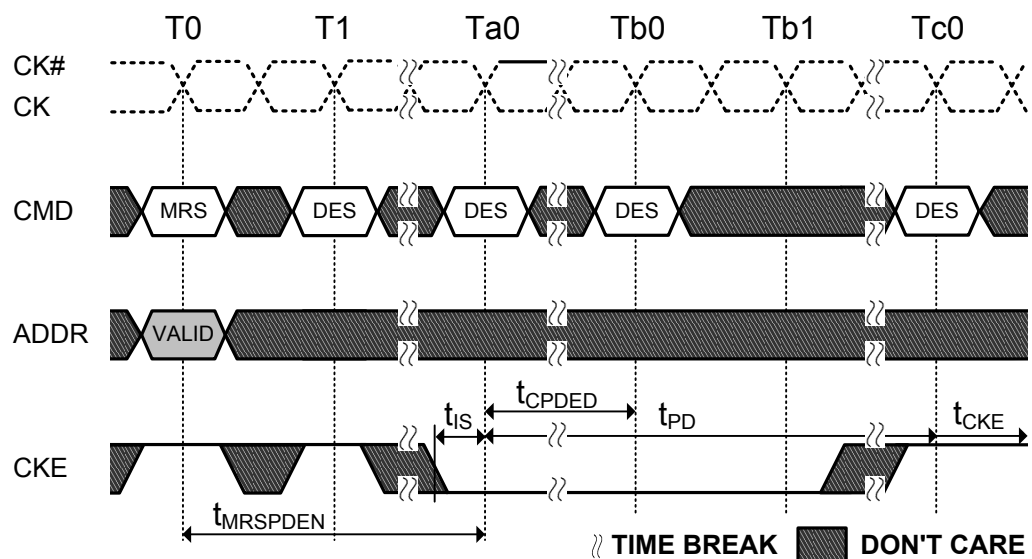 T0 T1 Ta0 Tb0 Tb1 Tc0
CK#
CK
CMD MRS DES DES DES DES
ADDR VALID
tIS tCPDED tPD tCKE
CKE
tMRSPDEN
TIME BREAK DON'T CARE